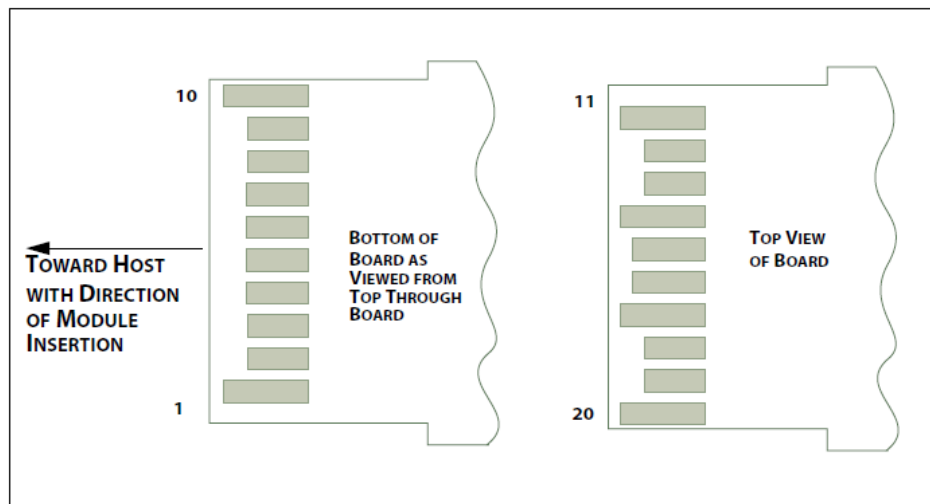 10
TOWARD HOST
WITH DIRECTION
OF MODULE
INSERTION
1
BOTTOM OF
BOARD AS
VIEWED FROM
TOP THROUGH
BOARD
11
TOP VIEW
OF BOARD
20